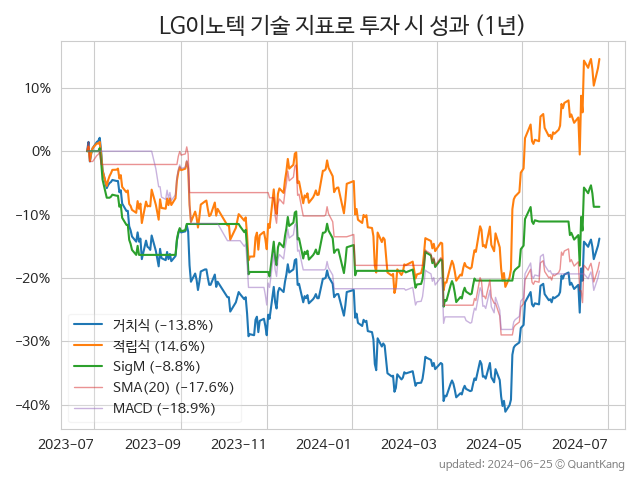 LG이노텍 기술 지표로 투자 시 성과 (1년)
10%
0%
−10%
−20%
−30%
−40%
거치식 (−13.8%)
적립식 (14.6%)
SigM (−8.8%)
SMA(20) (−17.6%)
MACD (−18.9%)
2023-07
2023-09
2023-11
2024-01
2024-03
2024-05
2024-07
updated: 2024-06-25 ⓒ QuantKang